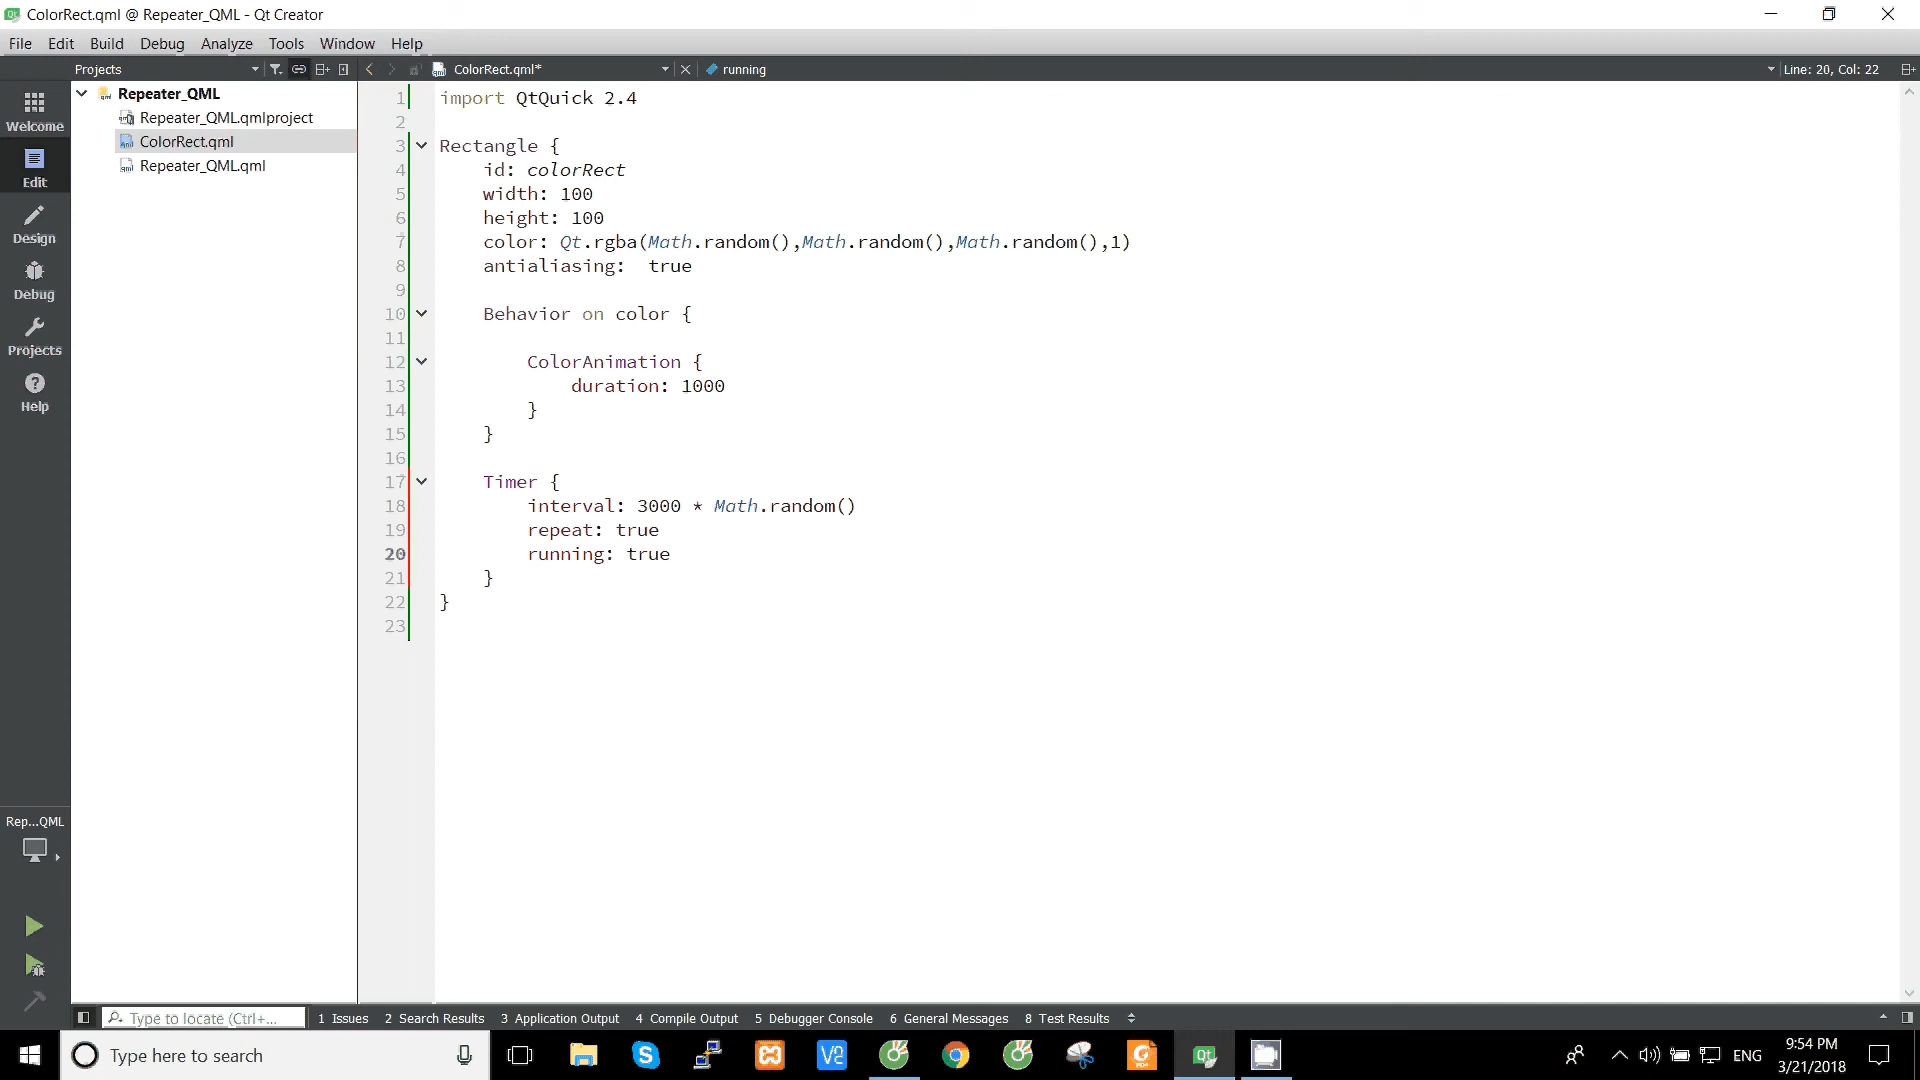 ColorRect.qml @ Repeater_QML - Qt Creator
File Edit Build Debug Analyze Tools Window Help
Projects
ColorRect.qml*
running
Line: 20, Col: 22
Welcome
Edit
Design
Debug
Projects
Help
Repeater_QML
Repeater_QML.qmlproject
ColorRect.qml
Repeater_QML.qml
1 import QtQuick 2.4
2
3 Rectangle {
4 id: colorRect
5 width: 100
6 height: 100
7 color: Qt.rgba(Math.random(),Math.random(),Math.random(),1)
8 antialiasing:  true
9
10 Behavior on color {
11
12 ColorAnimation {
13 duration: 1000
14 }
15 }
16
17 Timer {
18 interval: 3000 * Math.random()
19 repeat: true
20 running: true
21 }
22 }
23
Rep...QML
Type to locate (Ctrl+...
1 Issues 2 Search Results 3 Application Output 4 Compile Output 5 Debugger Console 6 General Messages 8 Test Results
Type here to search
ENG
9:54 PM
3/21/2018